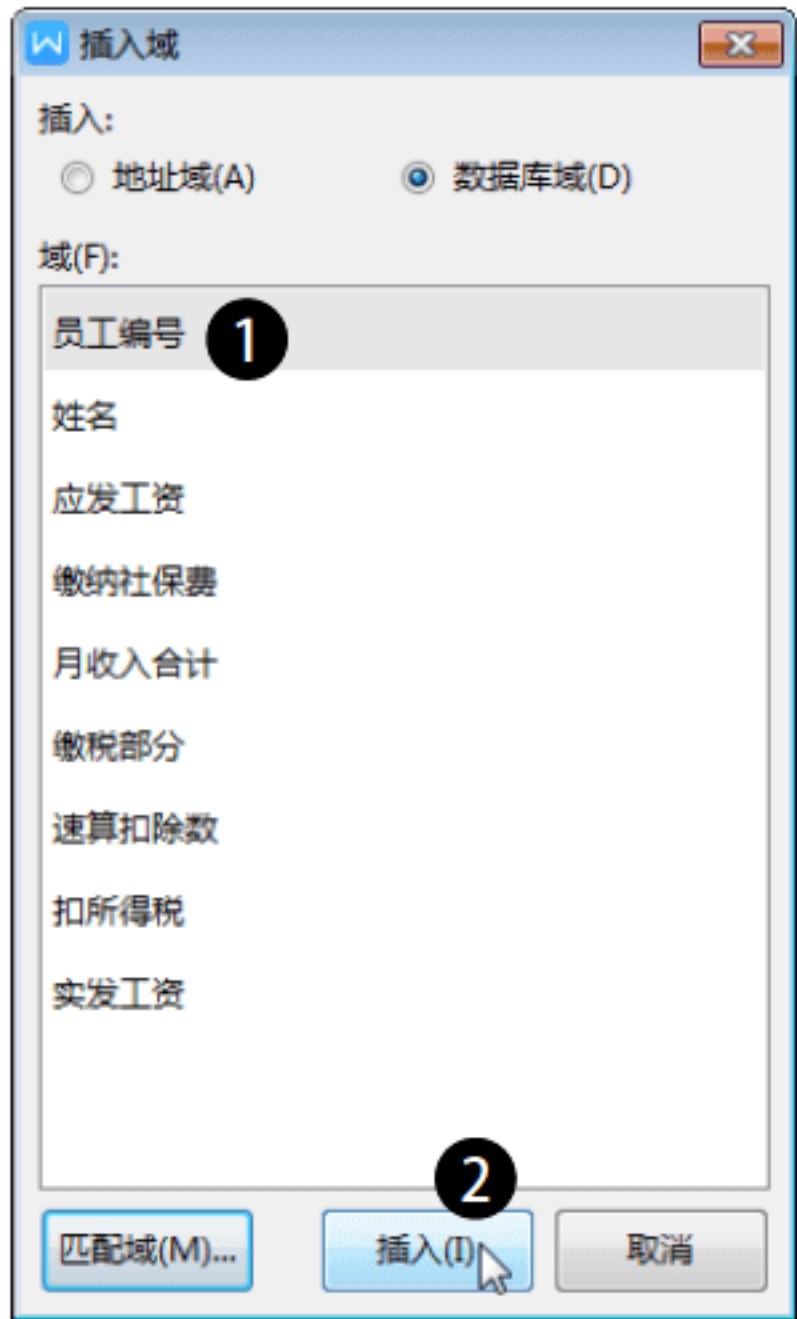 插入域
插入:
地址域(A) 数据库域(D)
域(F):
员工编号 1
姓名
应发工资
缴纳社保费
月收入合计
缴税部分
速算扣除数
扣所得税
实发工资
2
匹配域(M)... 插入(I) 取消